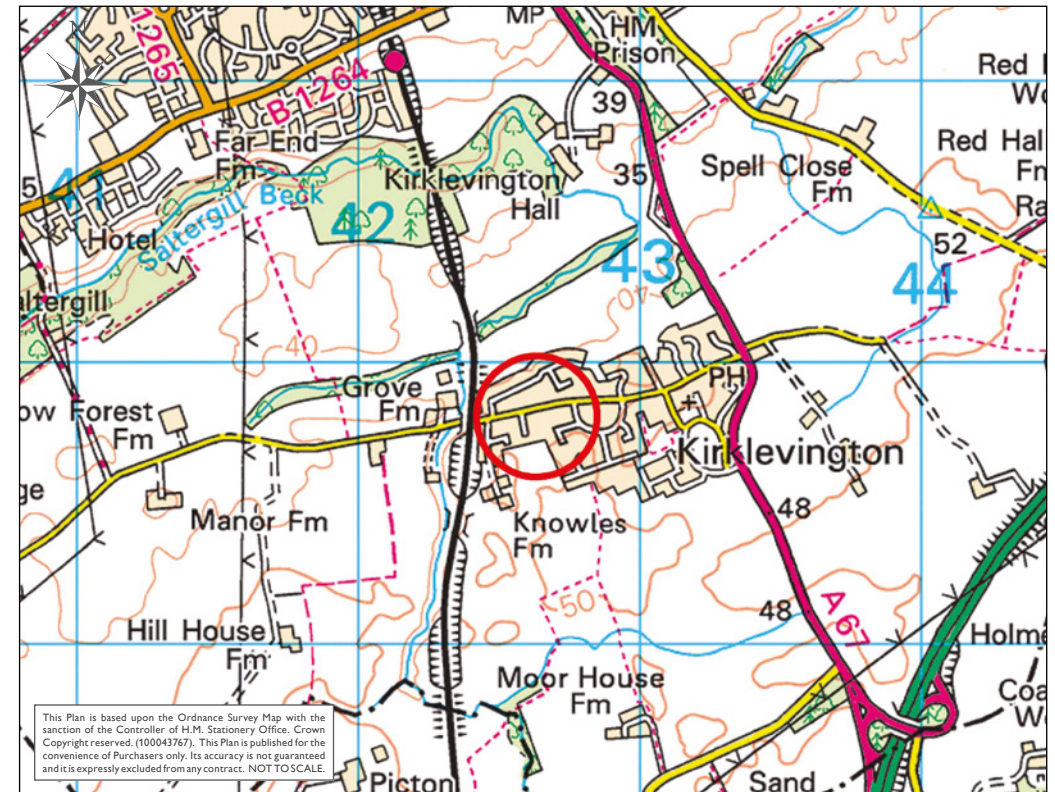 MP
HM
Prison
Red
N
1265
B 1264
39
Far End
Fm
Kirklevington
Hall
35
Spell Close
Fm
Red Hal
Fm
Ra
5
41
Saltergill Beck
42
43
44
52
Hotel
altergill
40
40
Grove
Fm
PH
ow Forest
Fm
Kirklevington
ge
Manor Fm
Knowles
Fm
48
50
48
A 67
Hill House
Fm
Holme
Moor House
Fm
Coa
W
Picton
Sand
This Plan is based upon the Ordnance Survey Map with the
sanction of the Controller of H.M. Stationery Office. Crown
Copyright reserved. (100043767). This Plan is published for the
convenience of Purchasers only. Its accuracy is not guaranteed
and it is expressly excluded from any contract. NOT TO SCALE.